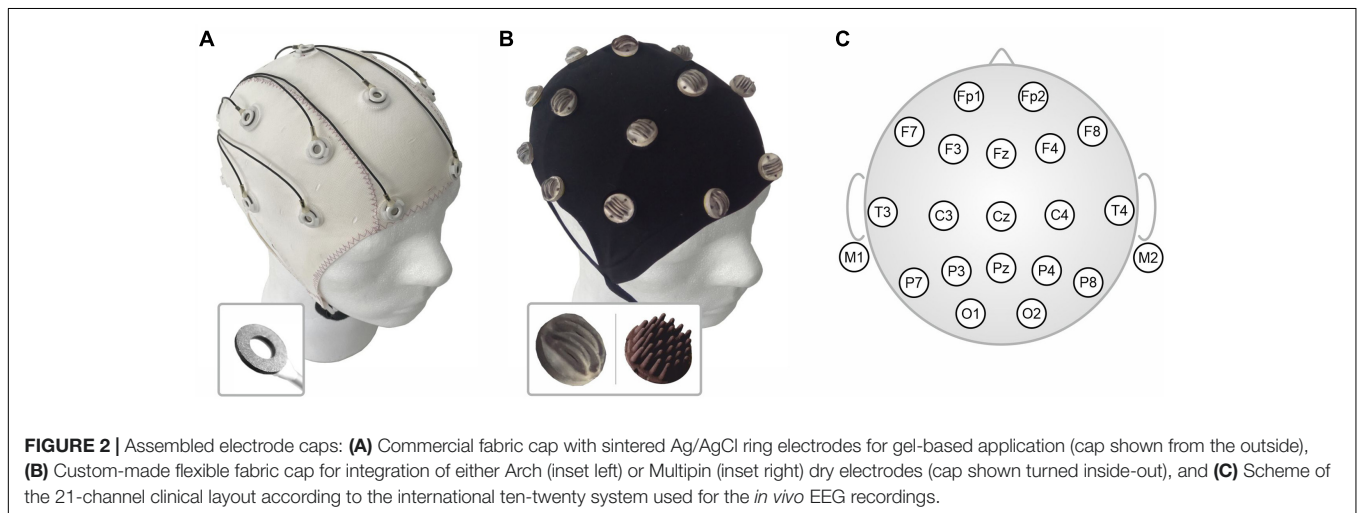 A
B
C
Fp1 Fp2
F7 F3 Fz F4 F8
T3 C3 Cz C4 T4
M1 M2
P7 P3 Pz P4 P8
O1 O2
FIGURE 2 | Assembled electrode caps: (A) Commercial fabric cap with sintered Ag/AgCl ring electrodes for gel-based application (cap shown from the outside),
(B) Custom-made flexible fabric cap for integration of either Arch (inset left) or Multipin (inset right) dry electrodes (cap shown turned inside-out), and (C) Scheme of
the 21-channel clinical layout according to the international ten-twenty system used for the in vivo EEG recordings.